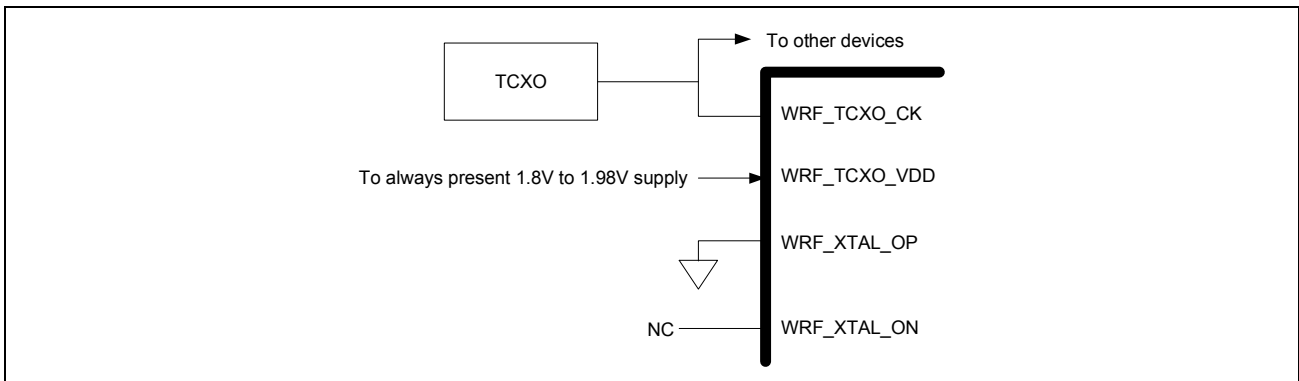 To other devices
TCXO
WRF_TCXO_CK
To always present 1.8V to 1.98V supply
WRF_TCXO_VDD
WRF_XTAL_OP
NC
WRF_XTAL_ON